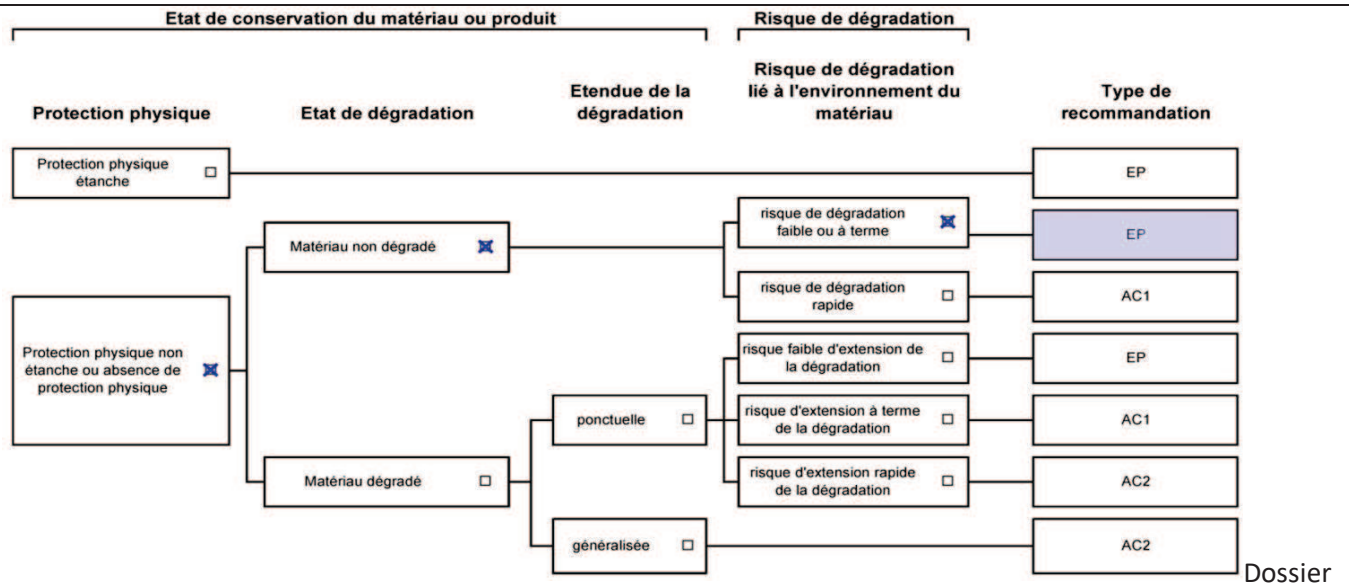 Etat de conservation du matériau ou produit
Risque de dégradation
Protection physique
Etat de dégradation
Etendue de la
dégradation
Risque de dégradation
lié à l'environnement du
matériau
Type de
recommandation
Protection physique
étanche
EP
Matériau non dégradé
risque de dégradation
faible ou à terme
EP
risque de dégradation
rapide
AC1
Protection physique non
étanche ou absence de
protection physique
risque faible d'extension de
la dégradation
EP
ponctuelle
risque d'extension à terme
de la dégradation
AC1
Matériau dégradé
risque d'extension rapide
de la dégradation
AC2
généralisée
AC2
Dossier